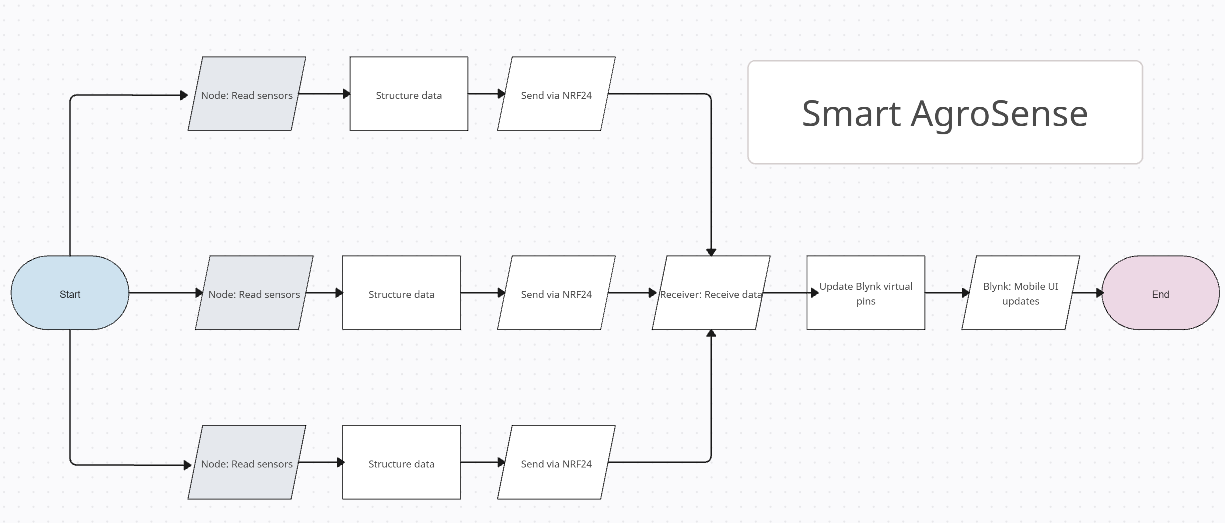 Node: Read sensors
Structure data
Send via NRF24
Smart AgroSense
Start
Node: Read sensors
Structure data
Send via NRF24
Receiver: Receive data
Update Blynk virtual
pins
Blynk: Mobile UI
updates
End
Node: Read sensors
Structure data
Send via NRF24